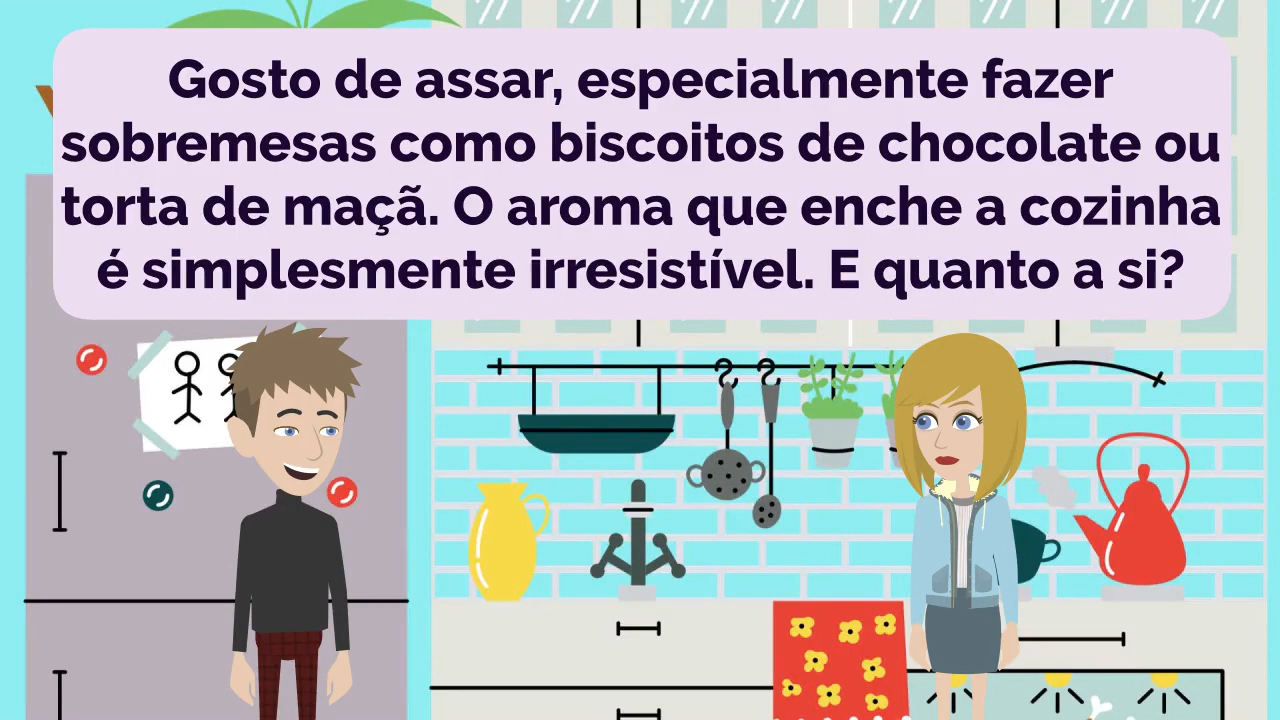 Gosto de assar, especialmente fazer
sobremesas como biscoitos de chocolate ou
torta de maçã. O aroma que enche a cozinha
é simplesmente irresistível. E quanto a si?